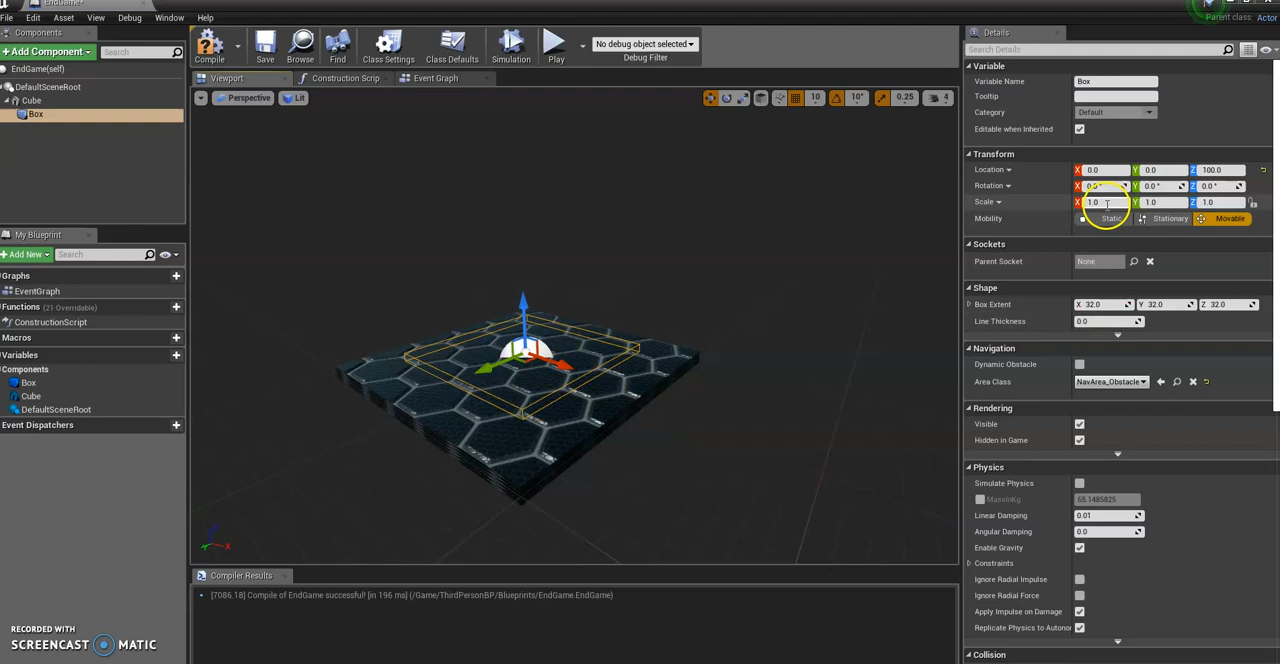 EndGame*
Parent class: Actor
File Edit Asset View Debug Window Help
Components
Details
+Add Component Search
Compile Save Browse Find Class Settings Class Defaults Simulation Play
No debug object selected
Debug Filter
Search Details
EndGame(self)
DefaultSceneRoot
Cube
Box
Viewport Construction Scrip Event Graph
Perspective Lit
10 10° 0.25 4
Variable
Variable Name Box
Tooltip
Category Default
Editable when Inherited
Transform
Location X 0.0 Y 0.0 Z 100.0
Rotation X 0.0° Y 0.0° Z 0.0°
Scale X 1.0 Y 1.0 Z 1.0
Mobility Static Stationary Movable
My Blueprint
+Add New Search
Sockets
Parent Socket None
Graphs
EventGraph
Shape
Box Extent X 32.0 Y 32.0 Z 32.0
Functions (21 Overridable)
ConstructionScript
Line Thickness 0.0
Macros
Variables
Navigation
Components
Dynamic Obstacle
Box
Area Class NavArea_Obstacle
Cube
DefaultSceneRoot
Rendering
Event Dispatchers
Visible
Hidden in Game
Physics
Simulate Physics
MassInKg 65.1485825
Linear Damping 0.01
Angular Damping 0.0
Enable Gravity
Constraints
Compiler Results
Ignore Radial Impulse
[7086.18] Compile of EndGame successful! [in 196 ms] (/Game/ThirdPersonBP/Blueprints/EndGame.EndGame)
Ignore Radial Force
Apply Impulse on Damage
Replicate Physics to Autonor
Collision
RECORDED WITH
SCREENCAST MATIC